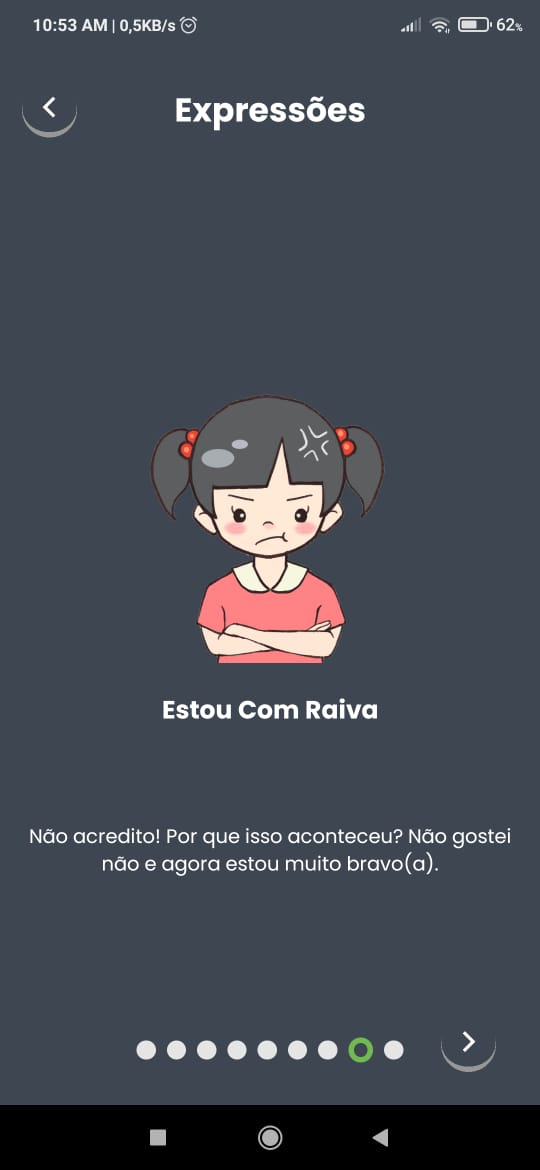 10:53 AM | 0,5KB/s
62%
Expressões
Estou Com Raiva
Não acredito! Por que isso aconteceu? Não gostei
não e agora estou muito bravo(a).